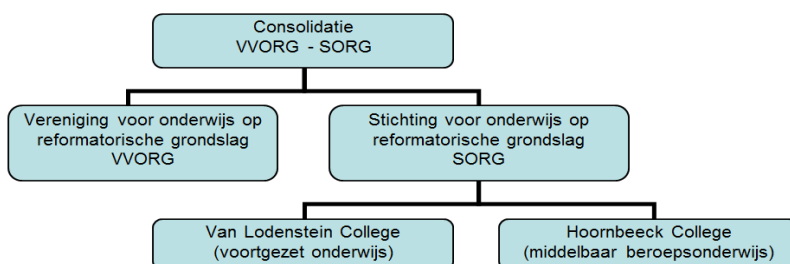 Consolidatie
VVORG - SORG
Vereniging voor onderwijs op
reformatorische grondslag
VVORG
Stichting voor onderwijs op
reformatorische grondslag
SORG
Van Lodenstein College
(voortgezet onderwijs)
Hoornbeeck College
(middelbaar beroepsonderwijs)